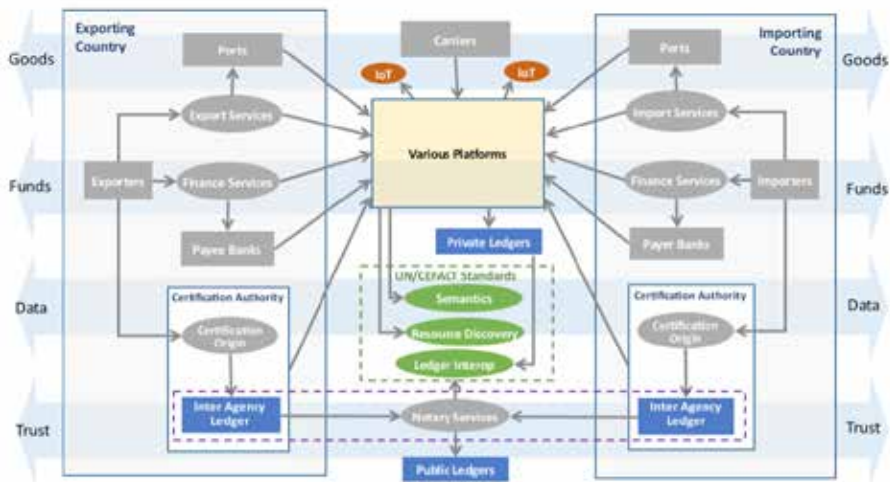 Exporting
Country
Importing
Country
Goods
Ports
Carriers
Ports
Goods
IoT
IoT
Export Services
Import Services
Various Platforms
Funds
Exporters
Finance Services
Finance Services
Importers
Funds
Payee Banks
Private Ledgers
Payer Banks
UN/CEFACT Standards
Certification Authority
Semantics
Certification Authority
Data
Certification
Origin
Resource Discovery
Certification
Origin
Data
Ledger Interop
Trust
Inter Agency
Ledger
Notary Services
Inter Agency
Ledger
Trust
Public Ledgers